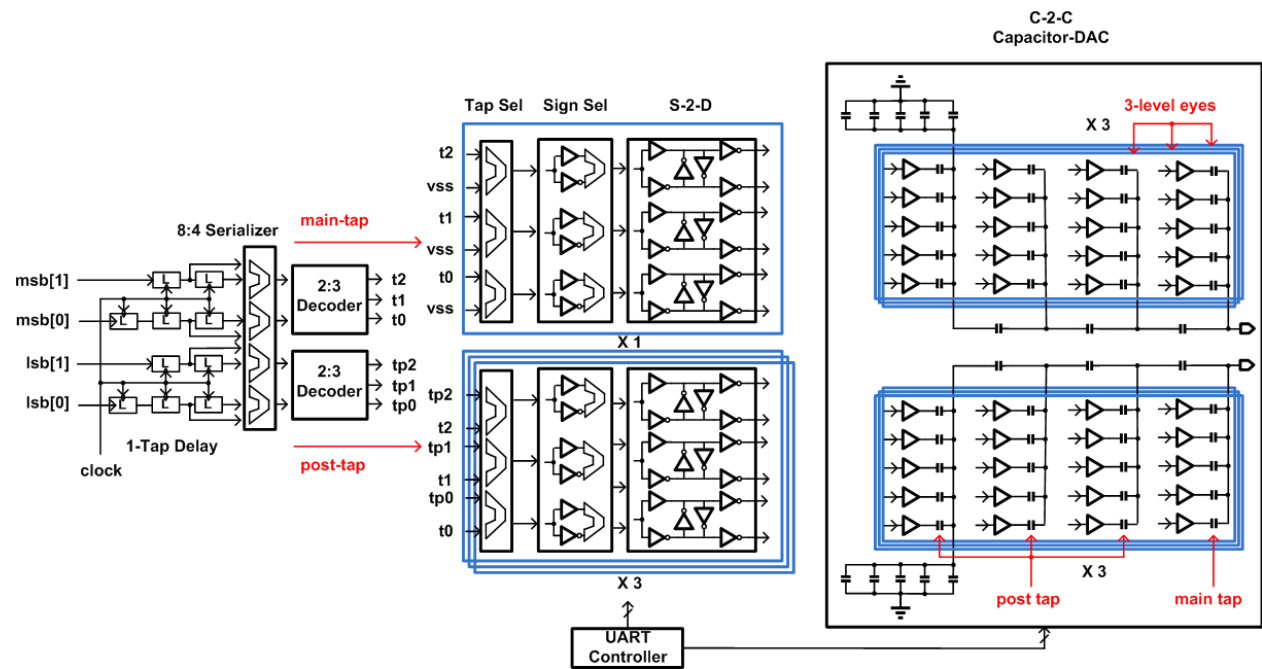 C-2-C
Capacitor-DAC
Tap Sel
Sign Sel
S-2-D
3-level eyes
X 3
t2
vss
t1
vss
t0
vss
X 1
main-tap
8:4 Serializer
msb[1]
L
L
msb[0]
L
L
L
lsb[1]
L
L
lsb[0]
L
L
L
2:3
Decoder
t2
t1
t0
2:3
Decoder
tp2
tp1
tp0
1-Tap Delay
clock
post-tap
tp2
t2
tp1
t1
tp0
t0
X 3
X 3
post tap
main tap
UART
Controller